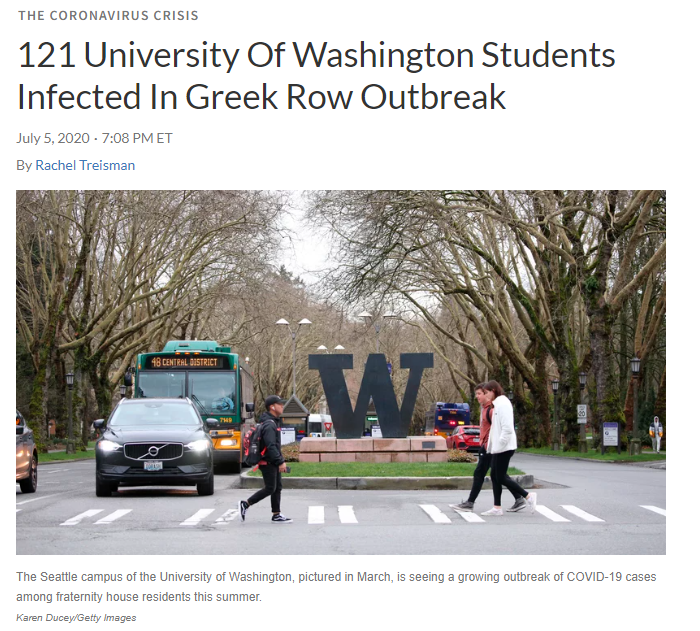 THE CORONAVIRUS CRISIS
121 University Of Washington Students
Infected In Greek Row Outbreak
July 5, 2020 · 7:08 PM ET
By Rachel Treisman
48 CENTRAL DISTRICT
7149
W
20
The Seattle campus of the University of Washington, pictured in March, is seeing a growing outbreak of COVID-19 cases
among fraternity house residents this summer.
Karen Ducey/Getty Images